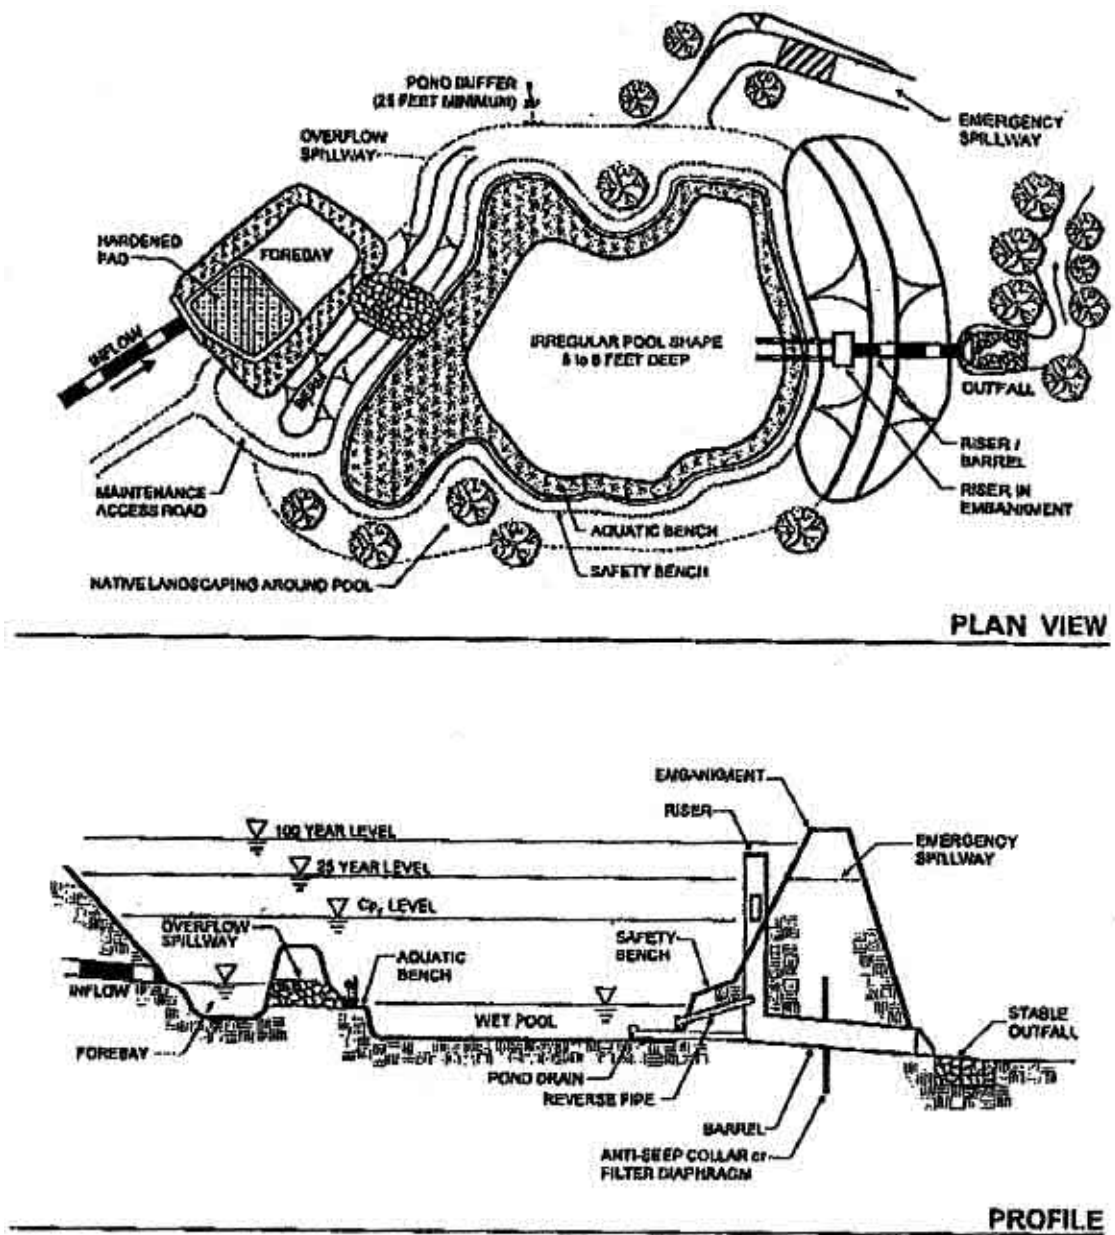 POND BUFFER
(25 FEET MINIMUM)
OVERFLOW
SPILLWAY
EMERGENCY
SPILLWAY
HARDENED
PAD
FOREBAY
INFLOW
BERM
IRREGULAR POOL SHAPE
6 to 8 FEET DEEP
OUTFALL
RISER /
BARREL
RISER IN
EMBANKMENT
MAINTENANCE
ACCESS ROAD
AQUATIC BENCH
SAFETY BENCH
NATIVE LANDSCAPING AROUND POOL
PLAN VIEW
EMBANKMENT
RISER
100 YEAR LEVEL
EMERGENCY
SPILLWAY
25 YEAR LEVEL
Cpᵥ LEVEL
OVERFLOW
SPILLWAY
SAFETY
BENCH
AQUATIC
BENCH
INFLOW
STABLE
OUTFALL
WET POOL
FOREBAY
POND DRAIN
REVERSE PIPE
BARREL
ANTI-SEEP COLLAR or
FILTER DIAPHRAGM
PROFILE